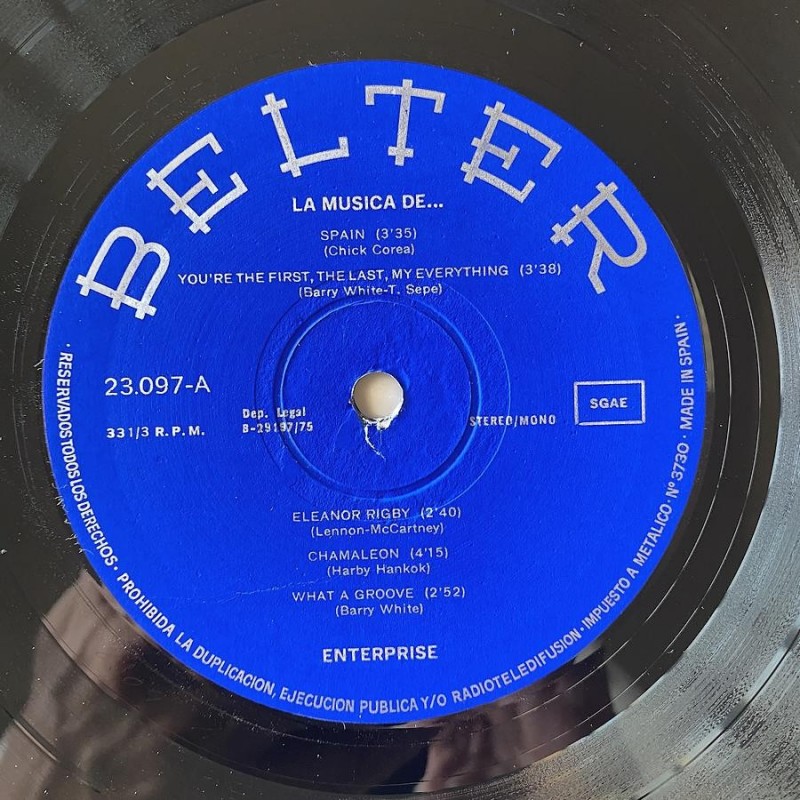 BELTER
LA MUSICA DE...
SPAIN (3'35)
(Chick Corea)
YOU'RE THE FIRST, THE LAST, MY EVERYTHING (3'38)
(Barry White-T. Sepe)
23.097-A
33 1/3 R.P.M.
Dep. Legal
B-29197/75
STEREO/MONO
SGAE
ELEANOR RIGBY (2'40)
(Lennon-McCartney)
CHAMALEON (4'15)
(Harby Hankok)
WHAT A GROOVE (2'52)
(Barry White)
ENTERPRISE
· RESERVADOS TODOS LOS DERECHOS · PROHIBIDA LA DUPLICACION, EJECUCION PUBLICA Y/O RADIOTELEDIFUSION · IMPUESTO A METALICO · Nº 3730 · MADE IN SPAIN ·